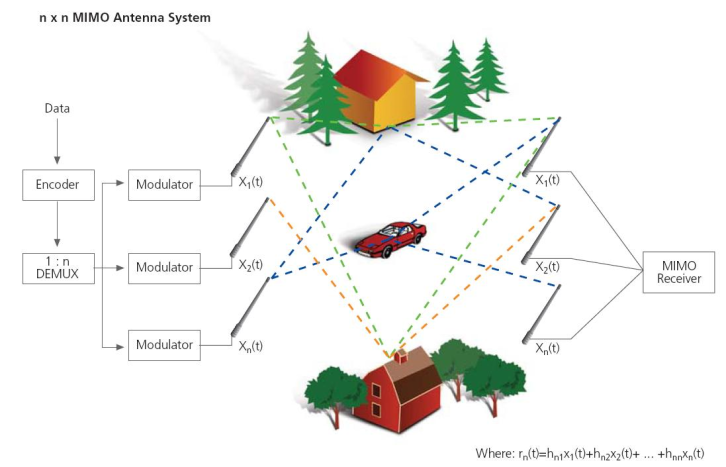 n x n MIMO Antenna System
Data
Encoder
1 : n
DEMUX
Modulator
Modulator
Modulator
X₁(t)
X₂(t)
Xₙ(t)
X₁(t)
X₂(t)
Xₙ(t)
MIMO
Receiver
Where: rₙ(t)=hₙ₁x₁(t)+hₙ₂x₂(t)+ ... +hₙₙxₙ(t)